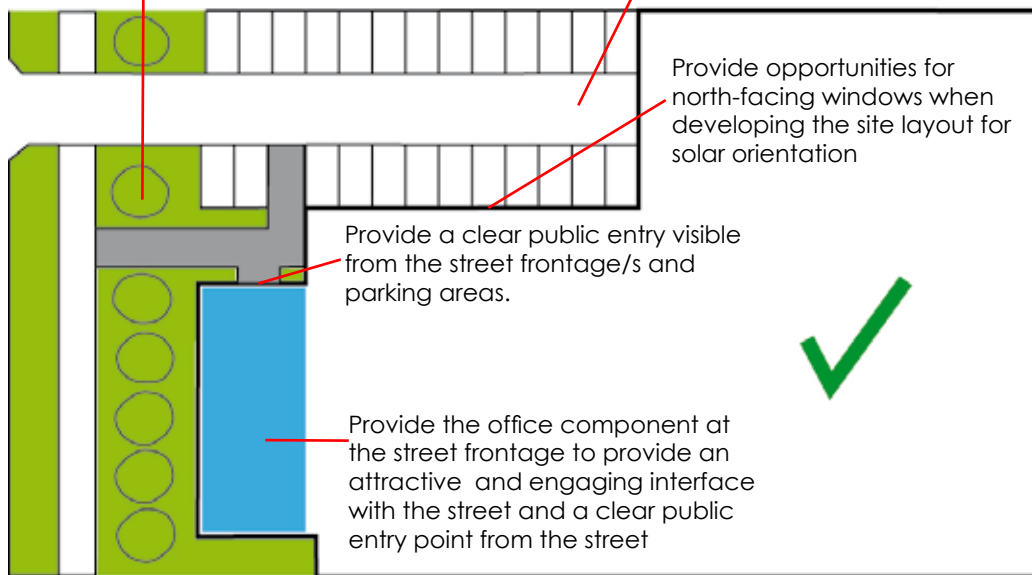 Provide opportunities for
north-facing windows when
developing the site layout for
solar orientation
Provide a clear public entry visible
from the street frontage/s and
parking areas.
Provide the office component at
the street frontage to provide an
attractive and engaging interface
with the street and a clear public
entry point from the street